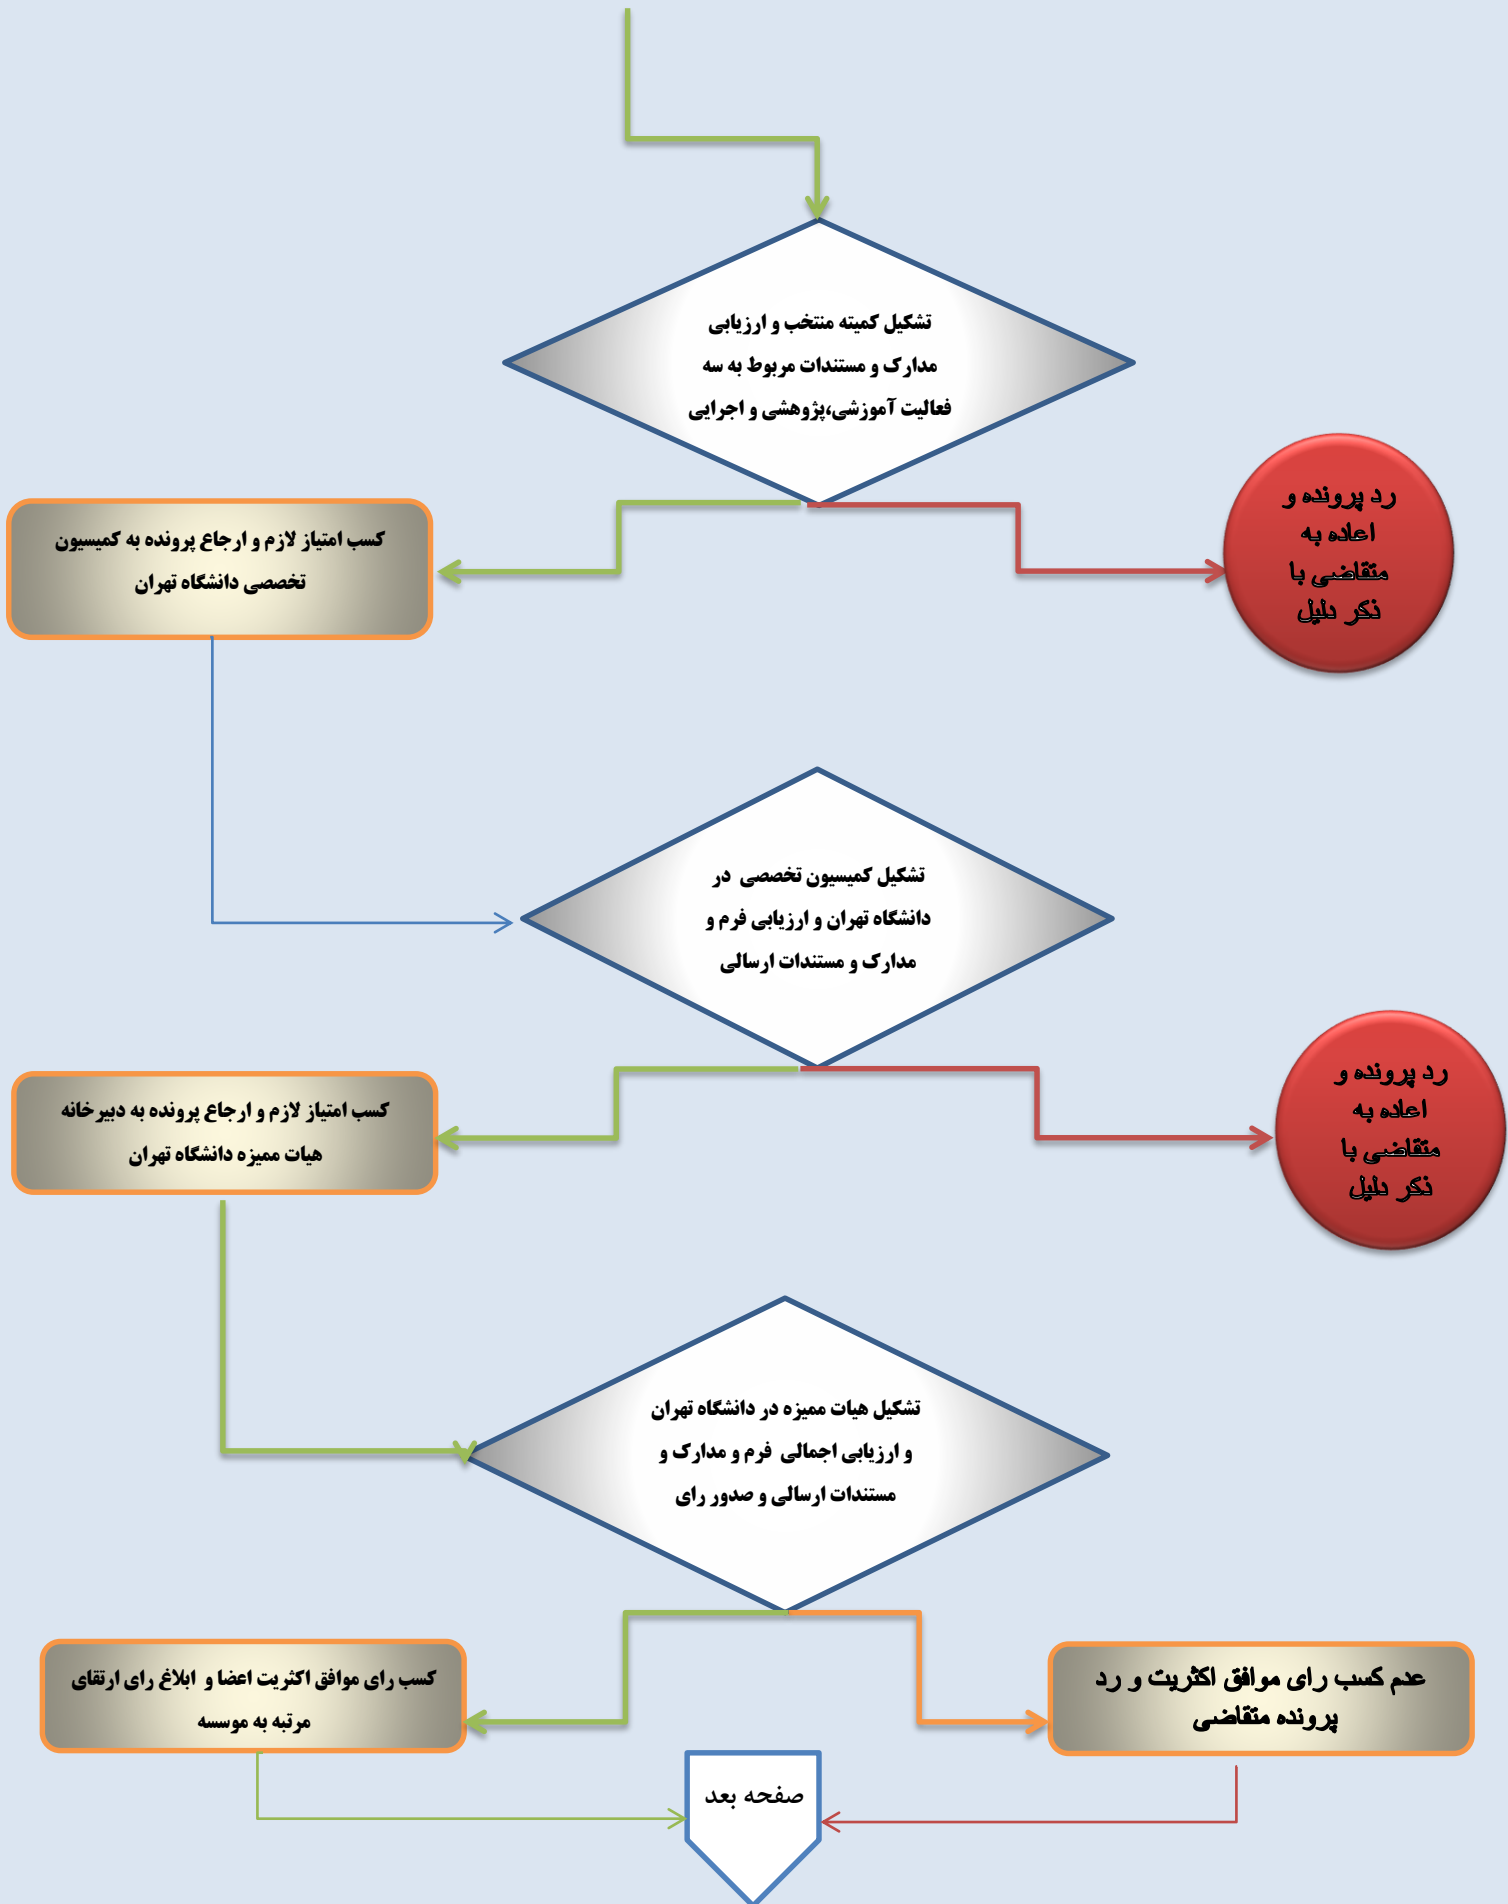 تشکیل کمیته منتخب و ارزیابی
مدارک و مستندات مربوط به سه
فعالیت آموزشی،پژوهشی و اجرایی
رد پرونده و
اعاده به
متقاضی با
ذکر دلیل
کسب امتیاز لازم و ارجاع پرونده به کمیسیون
تخصصی دانشگاه تهران
تشکیل کمیسیون تخصصی در
دانشگاه تهران و ارزیابی فرم و
مدارک و مستندات ارسالی
رد پرونده و
اعاده به
متقاضی با
ذکر دلیل
کسب امتیاز لازم و ارجاع پرونده به دبیرخانه
هیات ممیزه دانشگاه تهران
تشکیل هیات ممیزه در دانشگاه تهران
و ارزیابی اجمالی فرم و مدارک و
مستندات ارسالی و صدور رای
عدم کسب رای موافق اکثریت و رد
پرونده متقاضی
کسب رای موافق اکثریت اعضا و ابلاغ رای ارتقای
مرتبه به موسسه
صفحه بعد